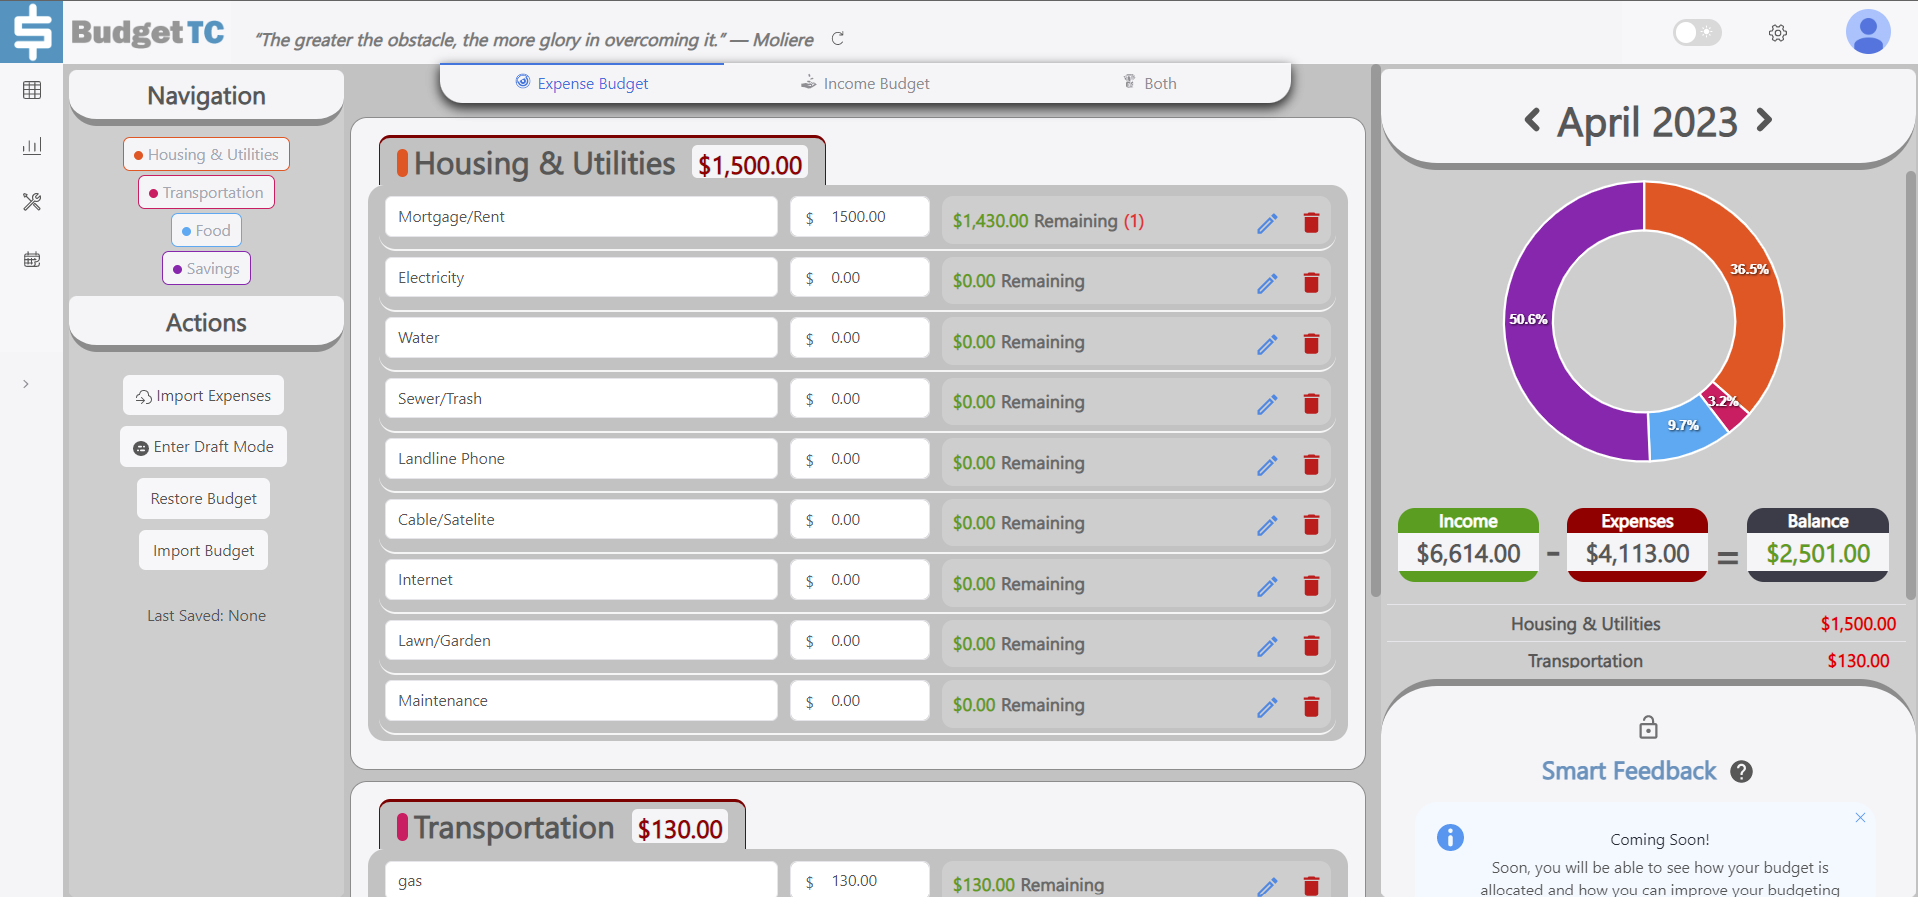 BudgetTC
“The greater the obstacle, the more glory in overcoming it.” — Moliere
Expense Budget
Income Budget
Both
Navigation
Housing & Utilities
Transportation
Food
Savings
Actions
Import Expenses
Enter Draft Mode
Restore Budget
Import Budget
Last Saved: None
Housing & Utilities $1,500.00
Mortgage/Rent $ 1500.00 $1,430.00 Remaining (1)
Electricity $ 0.00 $0.00 Remaining
Water $ 0.00 $0.00 Remaining
Sewer/Trash $ 0.00 $0.00 Remaining
Landline Phone $ 0.00 $0.00 Remaining
Cable/Satelite $ 0.00 $0.00 Remaining
Internet $ 0.00 $0.00 Remaining
Lawn/Garden $ 0.00 $0.00 Remaining
Maintenance $ 0.00 $0.00 Remaining
Transportation $130.00
gas $ 130.00 $130.00 Remaining
April 2023
36.5%
50.6%
3.2%
9.7%
Income Expenses Balance
$6,614.00 - $4,113.00 = $2,501.00
Housing & Utilities $1,500.00
Transportation $130.00
Smart Feedback ?
Coming Soon!
Soon, you will be able to see how your budget is
allocated and how you can improve your budgeting